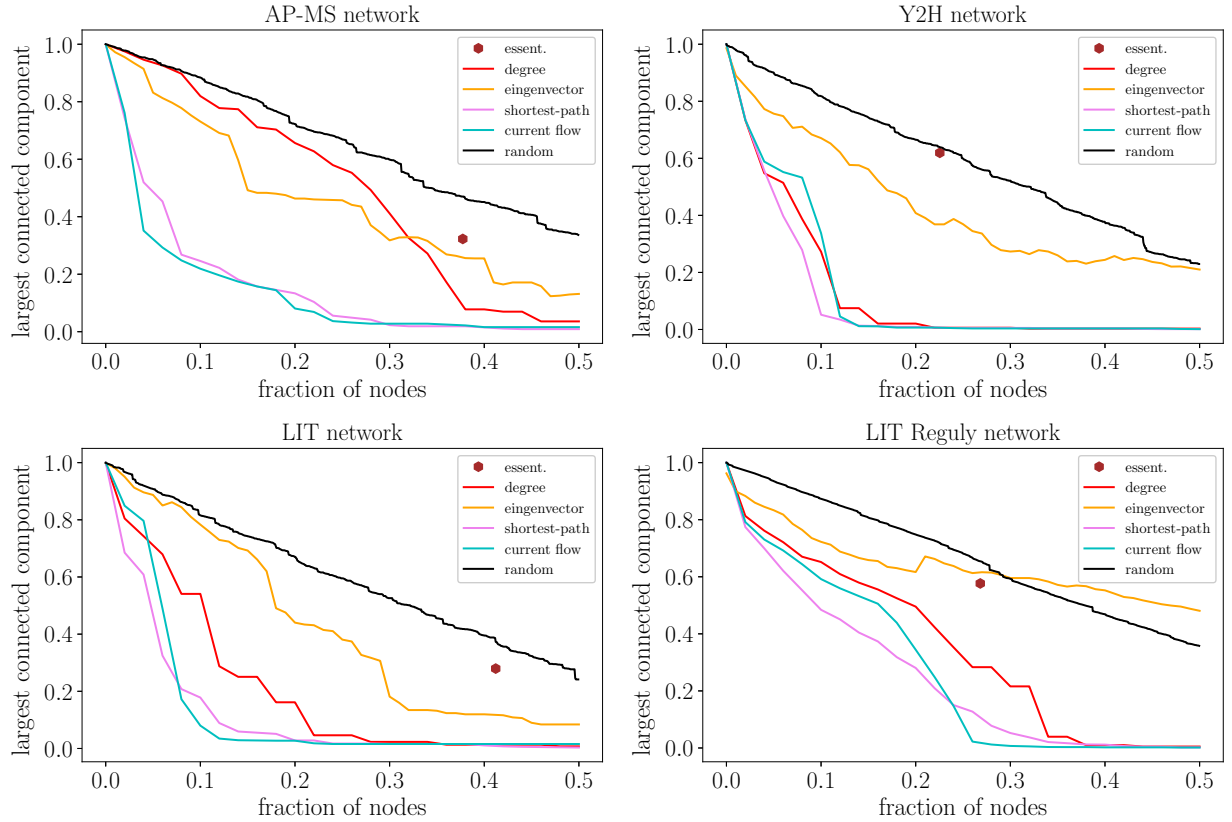 AP-MS network
largest connected component
1.0
0.8
0.6
0.4
0.2
0.0
0.0 0.1 0.2 0.3 0.4 0.5
fraction of nodes
essent.
degree
eingenvector
shortest-path
current flow
random
Y2H network
largest connected component
1.0
0.8
0.6
0.4
0.2
0.0
0.0 0.1 0.2 0.3 0.4 0.5
fraction of nodes
essent.
degree
eingenvector
shortest-path
current flow
random
LIT network
largest connected component
1.0
0.8
0.6
0.4
0.2
0.0
0.0 0.1 0.2 0.3 0.4 0.5
fraction of nodes
essent.
degree
eingenvector
shortest-path
current flow
random
LIT Reguly network
largest connected component
1.0
0.8
0.6
0.4
0.2
0.0
0.0 0.1 0.2 0.3 0.4 0.5
fraction of nodes
essent.
degree
eingenvector
shortest-path
current flow
random